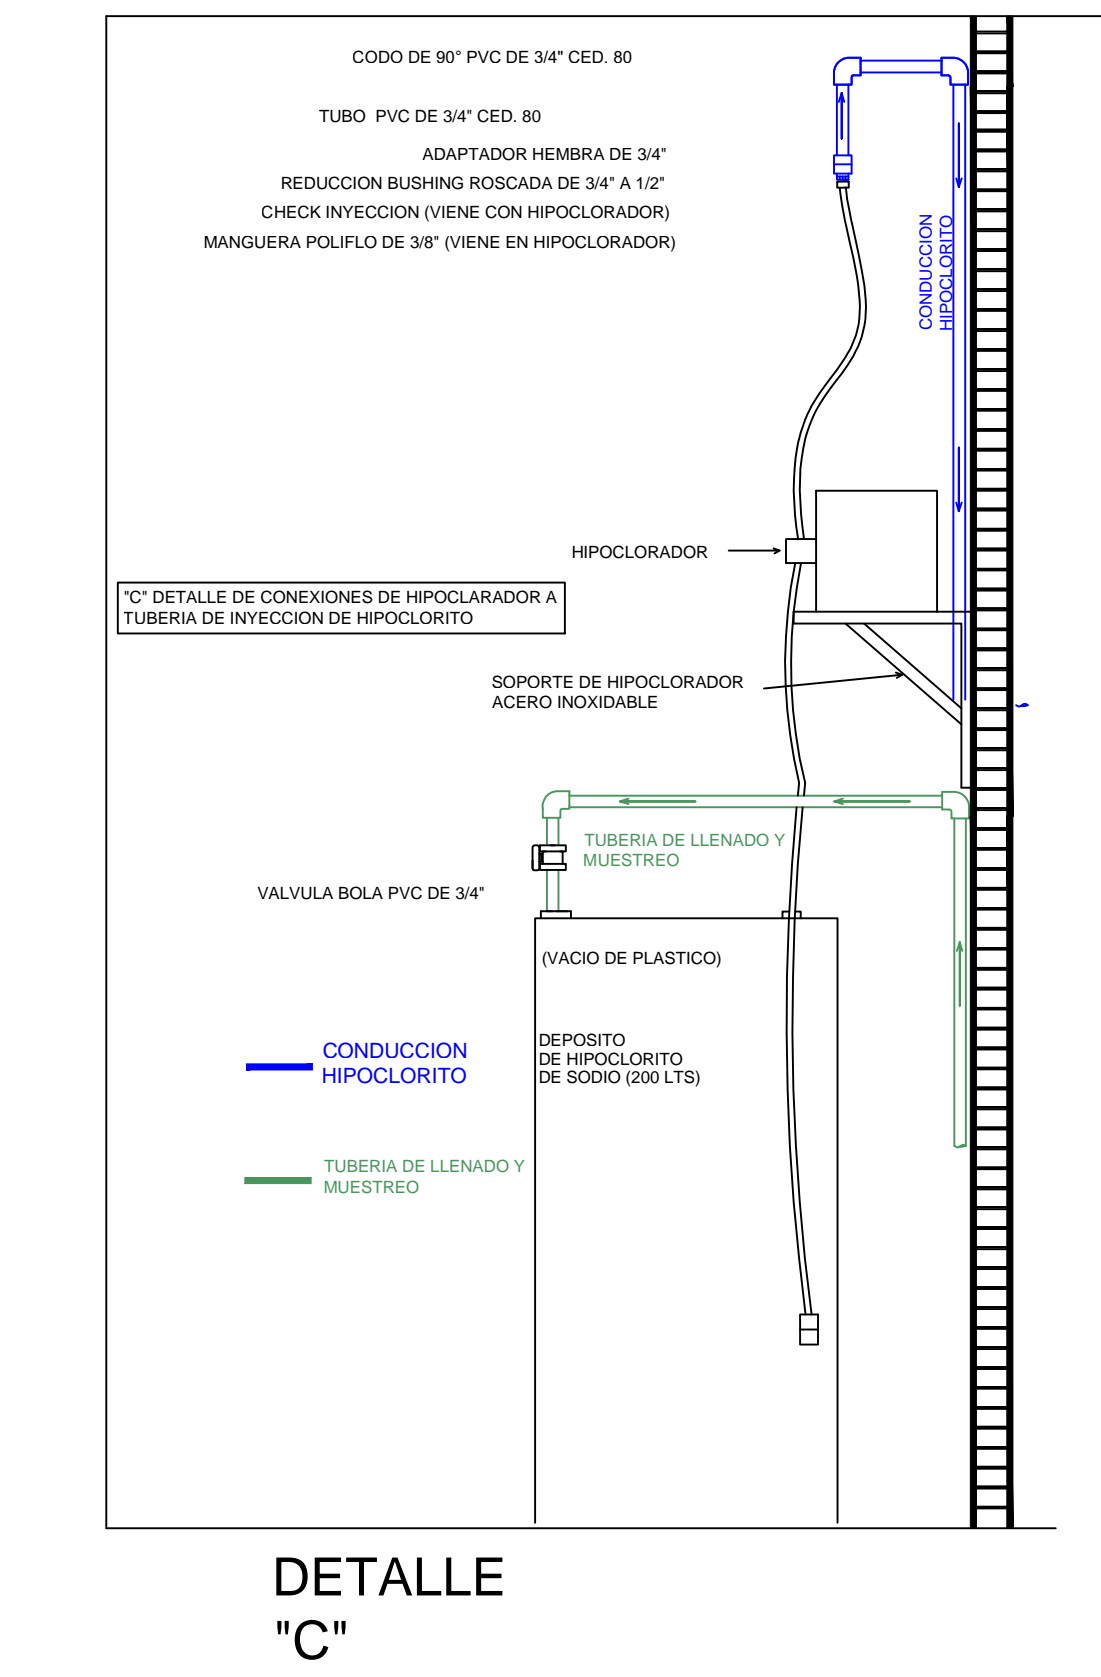 CODO DE 90° PVC DE 3/4" CED. 80
TUBO  PVC DE 3/4" CED. 80
ADAPTADOR HEMBRA DE 3/4"
REDUCCION BUSHING ROSCADA DE 3/4" A 1/2"
CHECK INYECCION (VIENE CON HIPOCLORADOR)
MANGUERA POLIFLO DE 3/8" (VIENE EN HIPOCLORADOR)
CONDUCCION
HIPOCLORITO
HIPOCLORADOR
"C" DETALLE DE CONEXIONES DE HIPOCLARADOR A
TUBERIA DE INYECCION DE HIPOCLORITO
SOPORTE DE HIPOCLORADOR
ACERO INOXIDABLE
TUBERIA DE LLENADO Y
MUESTREO
VALVULA BOLA PVC DE 3/4"
(VACIO DE PLASTICO)
DEPOSITO
DE HIPOCLORITO
DE SODIO (200 LTS)
CONDUCCION
HIPOCLORITO
TUBERIA DE LLENADO Y
MUESTREO
DETALLE
"C"